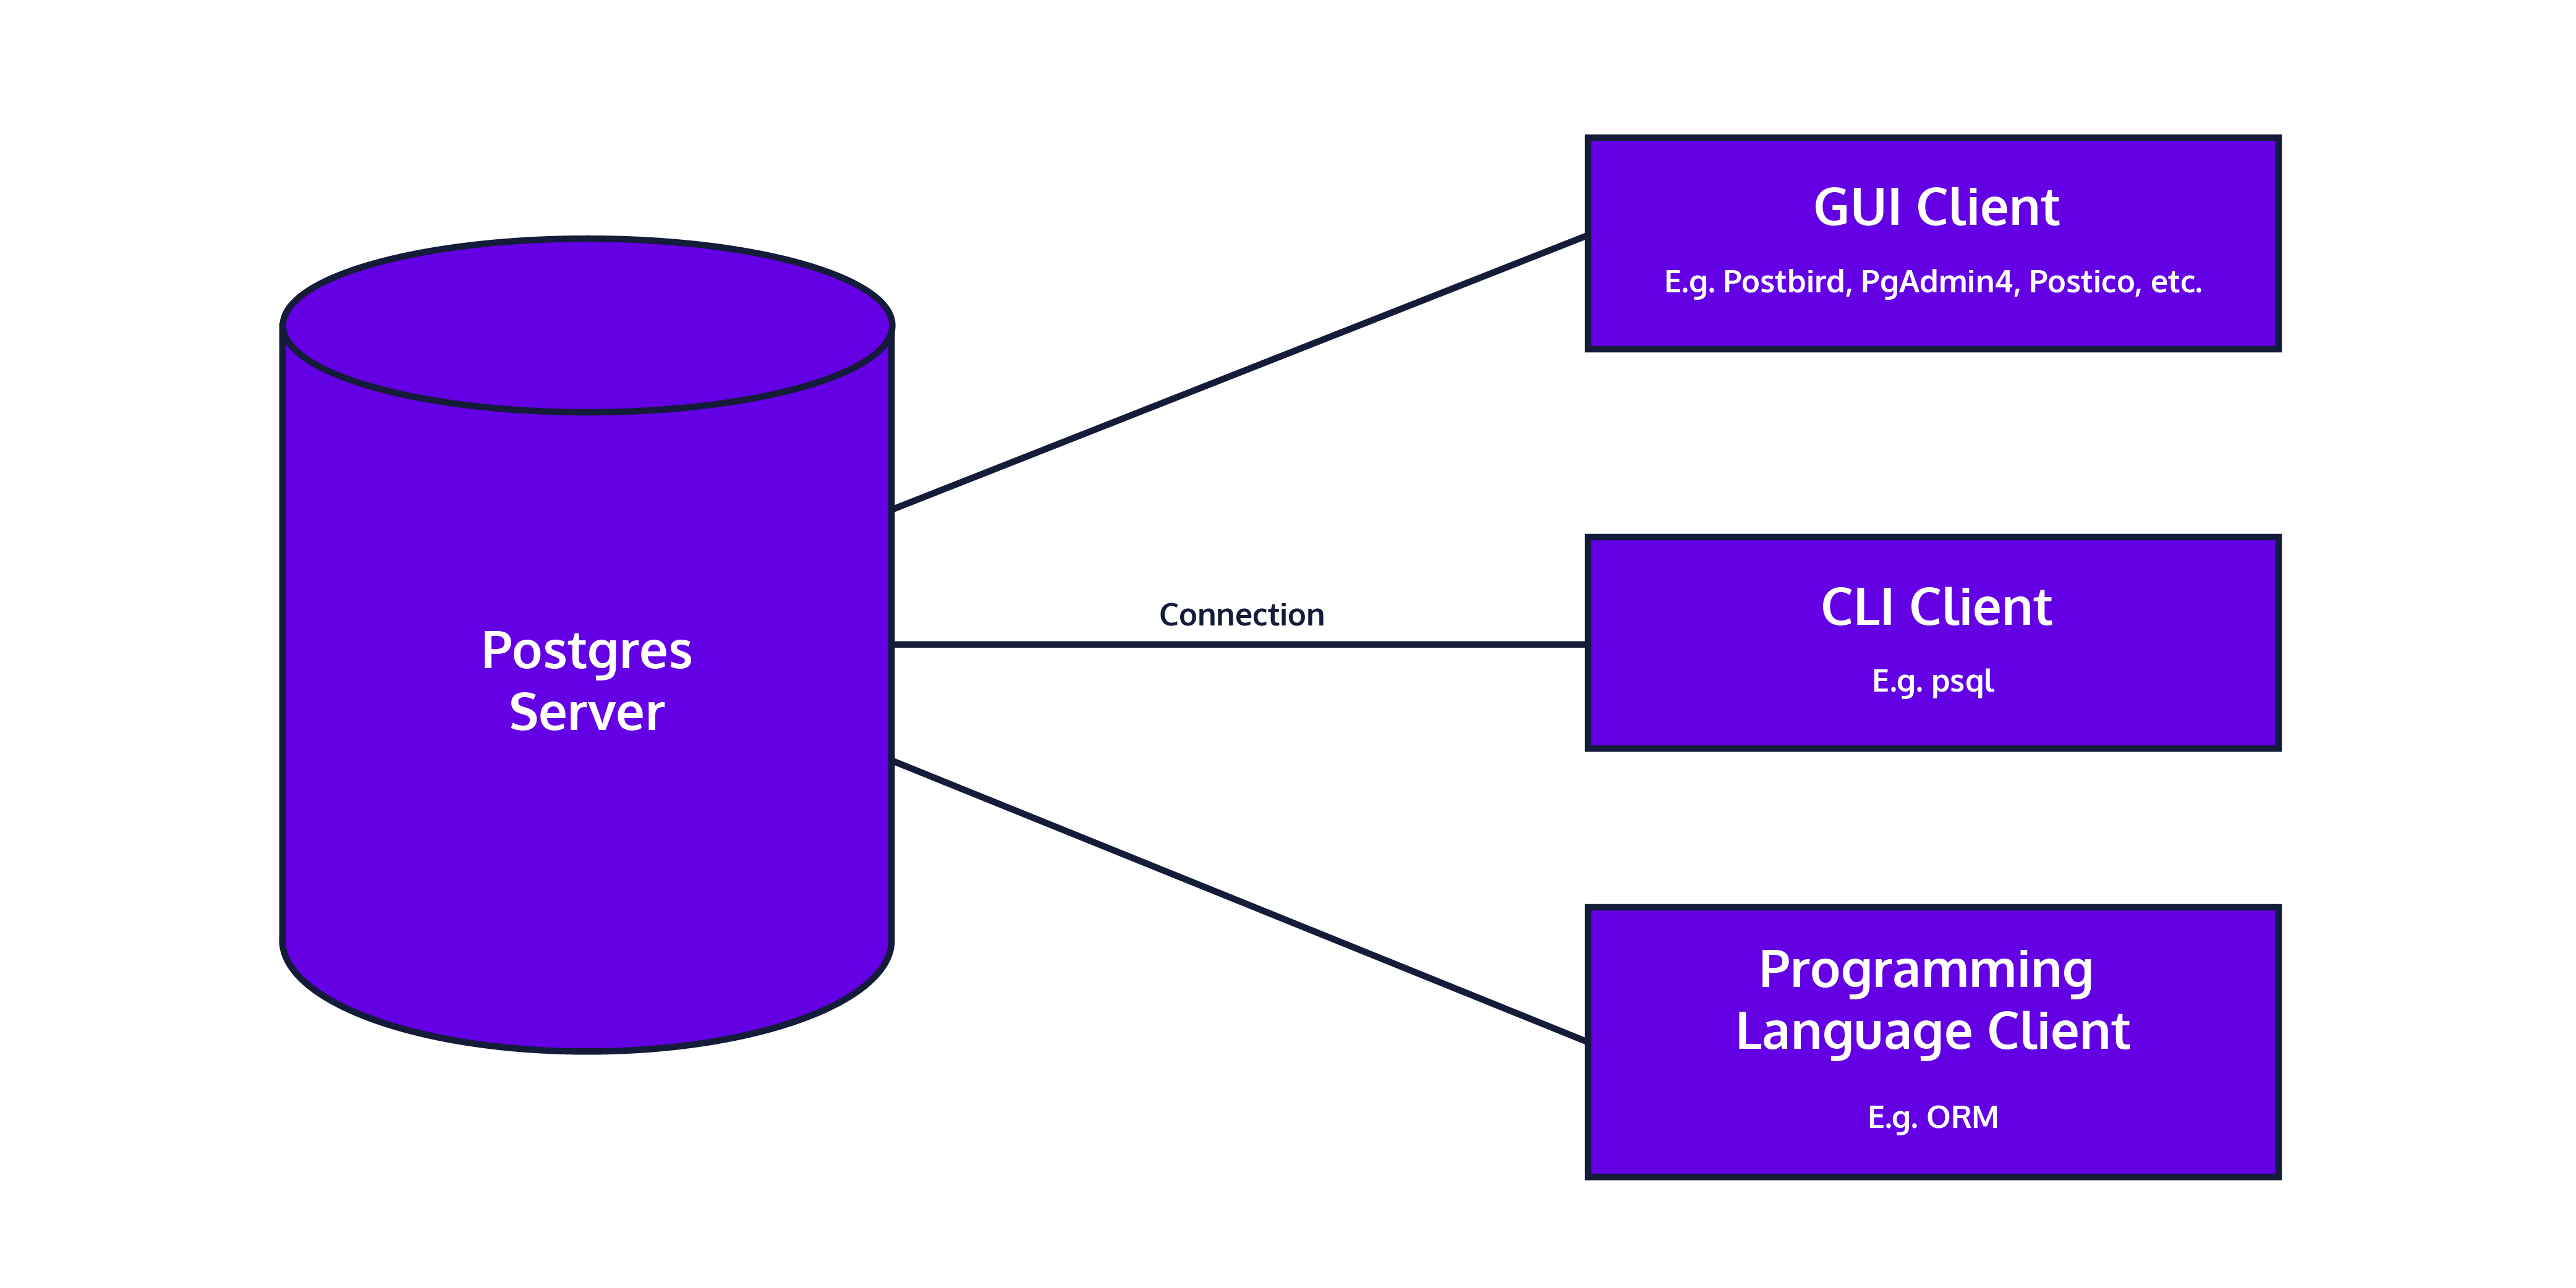 Postgres
Server
Connection
GUI Client
E.g. Postbird, PgAdmin4, Postico, etc.
CLI Client
E.g. psql
Programming
Language Client
E.g. ORM